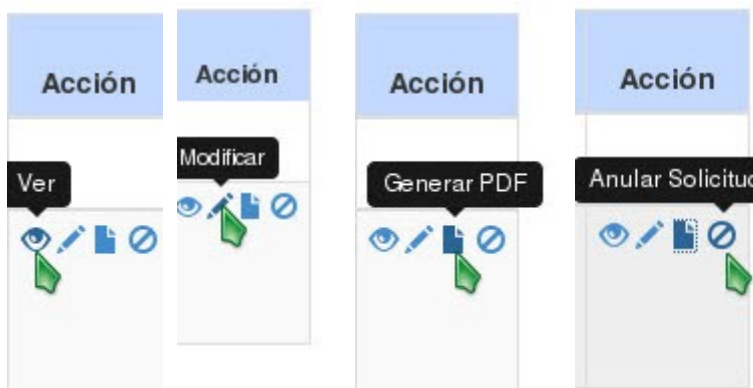 Acción
Acción
Acción
Acción
Ver
Modificar
Generar PDF
Anular Solicitud